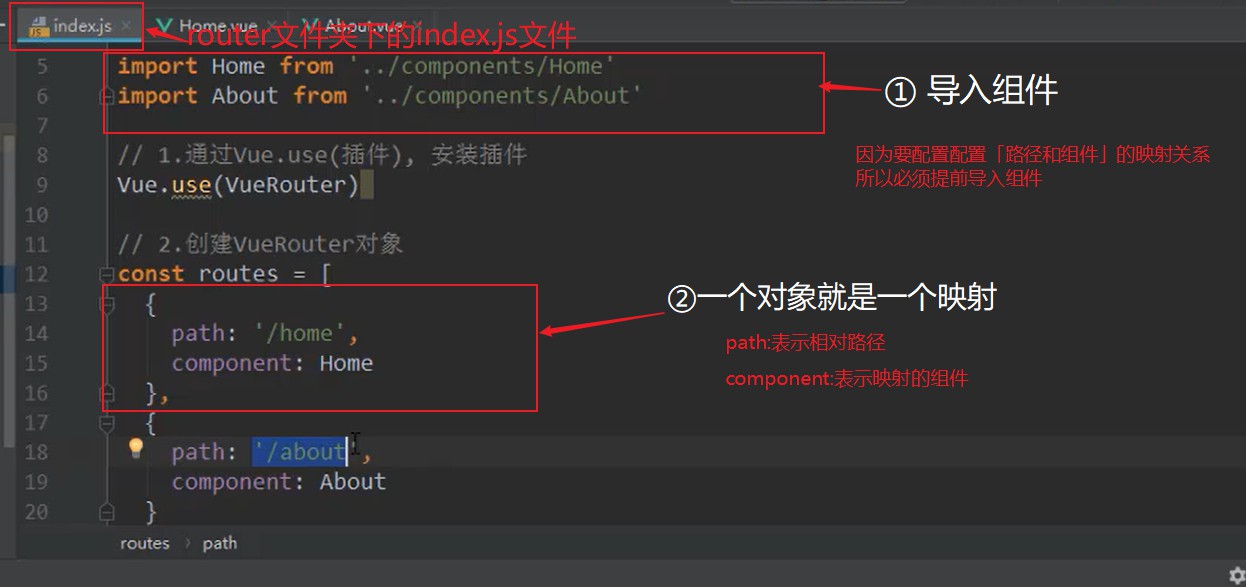 index.js
Home.vue
About.vue
router文件夹下的index.js文件
5 import Home from '../components/Home'
6 import About from '../components/About'
① 导入组件
7
8 // 1.通过Vue.use(插件), 安装插件
因为要配置配置「路径和组件」的映射关系
所以必须提前导入组件
9 Vue.use(VueRouter)
10
11 // 2.创建VueRouter对象
12 const routes = [
13 {
②一个对象就是一个映射
14 path: '/home',
path:表示相对路径
15 component: Home
component:表示映射的组件
16 },
17 {
18 path: '/about',
19 component: About
20 }
routes › path